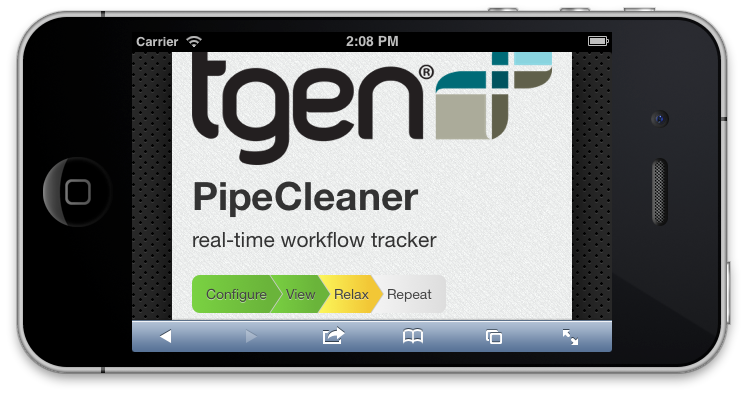 Carrier 2:08 PM
tgen®
PipeCleaner
real-time workflow tracker
Configure View Relax Repeat